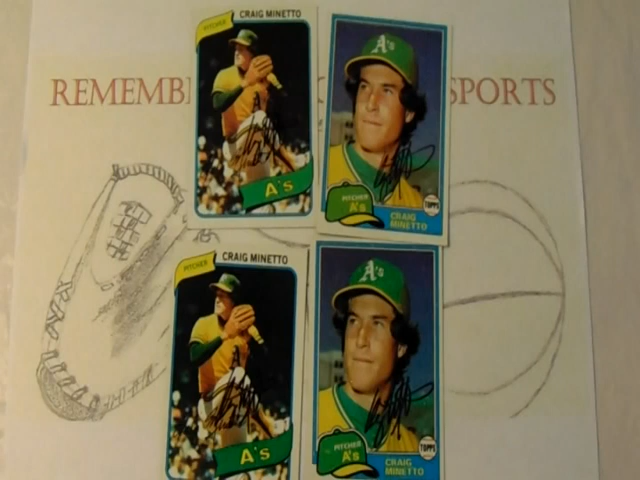 REMEMB
SPORTS
PITCHER
CRAIG MINETTO
A's
A's
PITCHER
A's
CRAIG
MINETTO
TOPPS
PITCHER
CRAIG MINETTO
A's
A's
PITCHER
A's
CRAIG
MINETTO
TOPPS